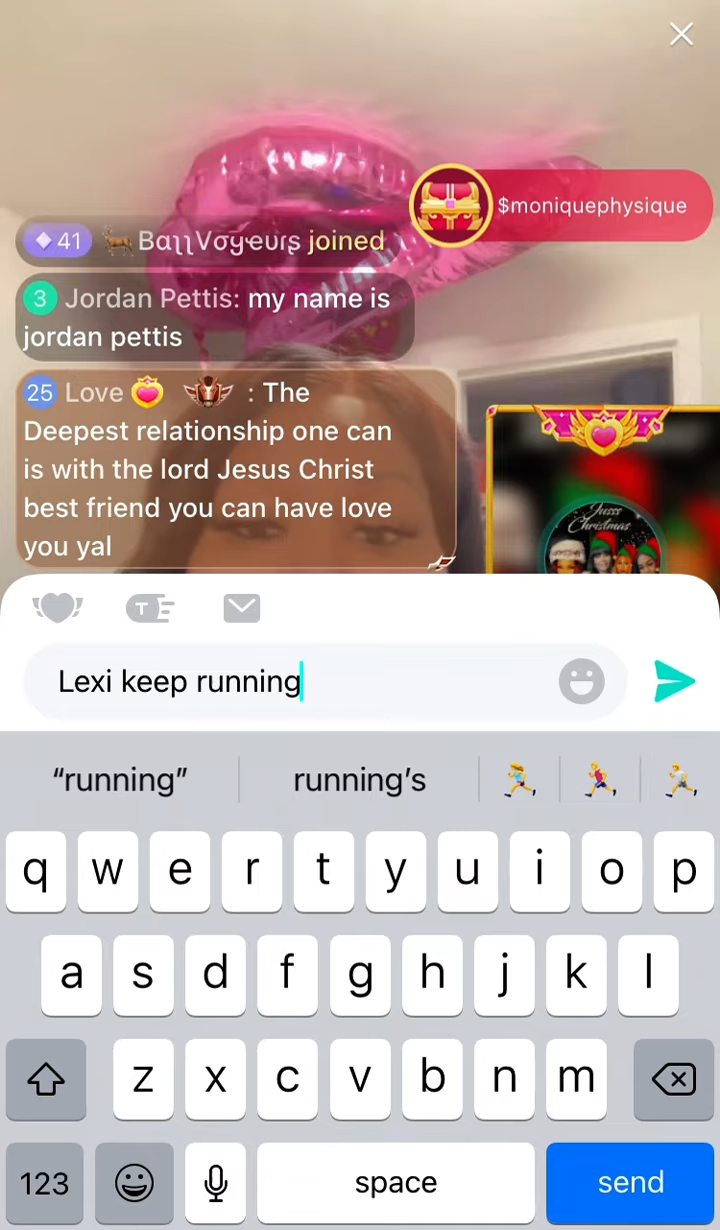 $moniquephysique
41 BαʅʅVσყҽυɾʂ joined
3 Jordan Pettis: my name is
jordan pettis
25 Love : The
Deepest relationship one can
is with the lord Jesus Christ
best friend you can have love
you yal
Jusss
Christmas
T
Lexi keep running
“running” running’s
q w e r t y u i o p
a s d f g h j k l
z x c v b n m
123 space send